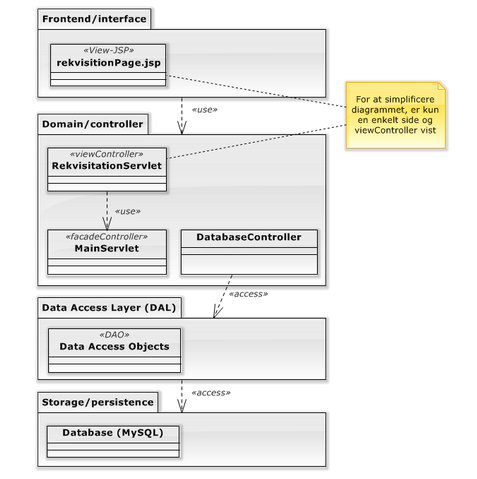 Frontend/interface
«View-JSP»
rekvisitionPage.jsp
«use»
For at simplificere
diagrammet, er kun
en enkelt side og
viewController vist
Domain/controller
«viewController»
RekvisitationServlet
«use»
«facadeController»
MainServlet
DatabaseController
«access»
Data Access Layer (DAL)
«DAO»
Data Access Objects
«access»
Storage/persistence
Database (MySQL)